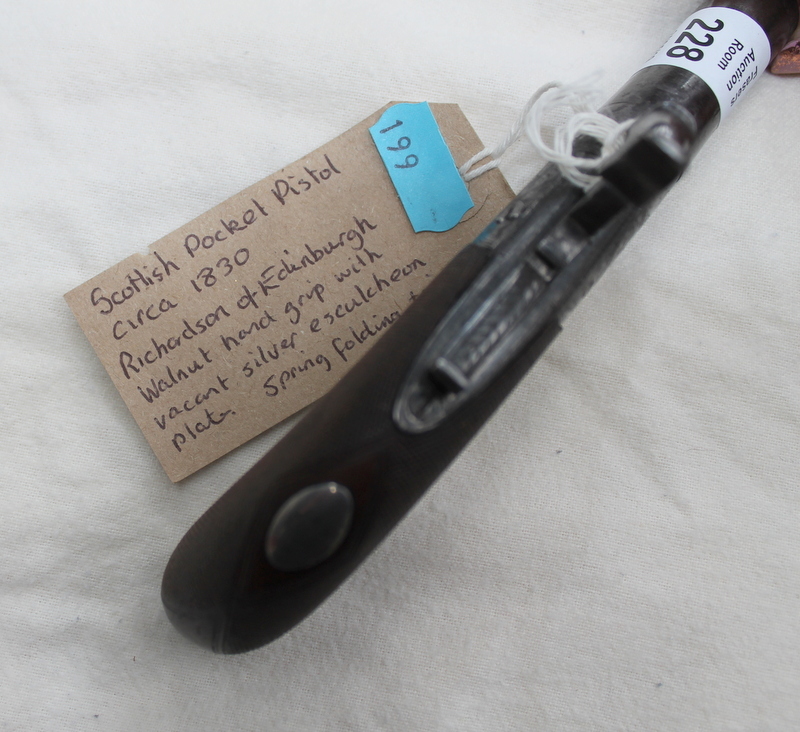 199
Scottish Pocket Pistol
circa 1830
Richardson of Edinburgh
Walnut hand grip with
vacant silver esculcheon
plate. Spring folding
228
Frasers
Auction
Room